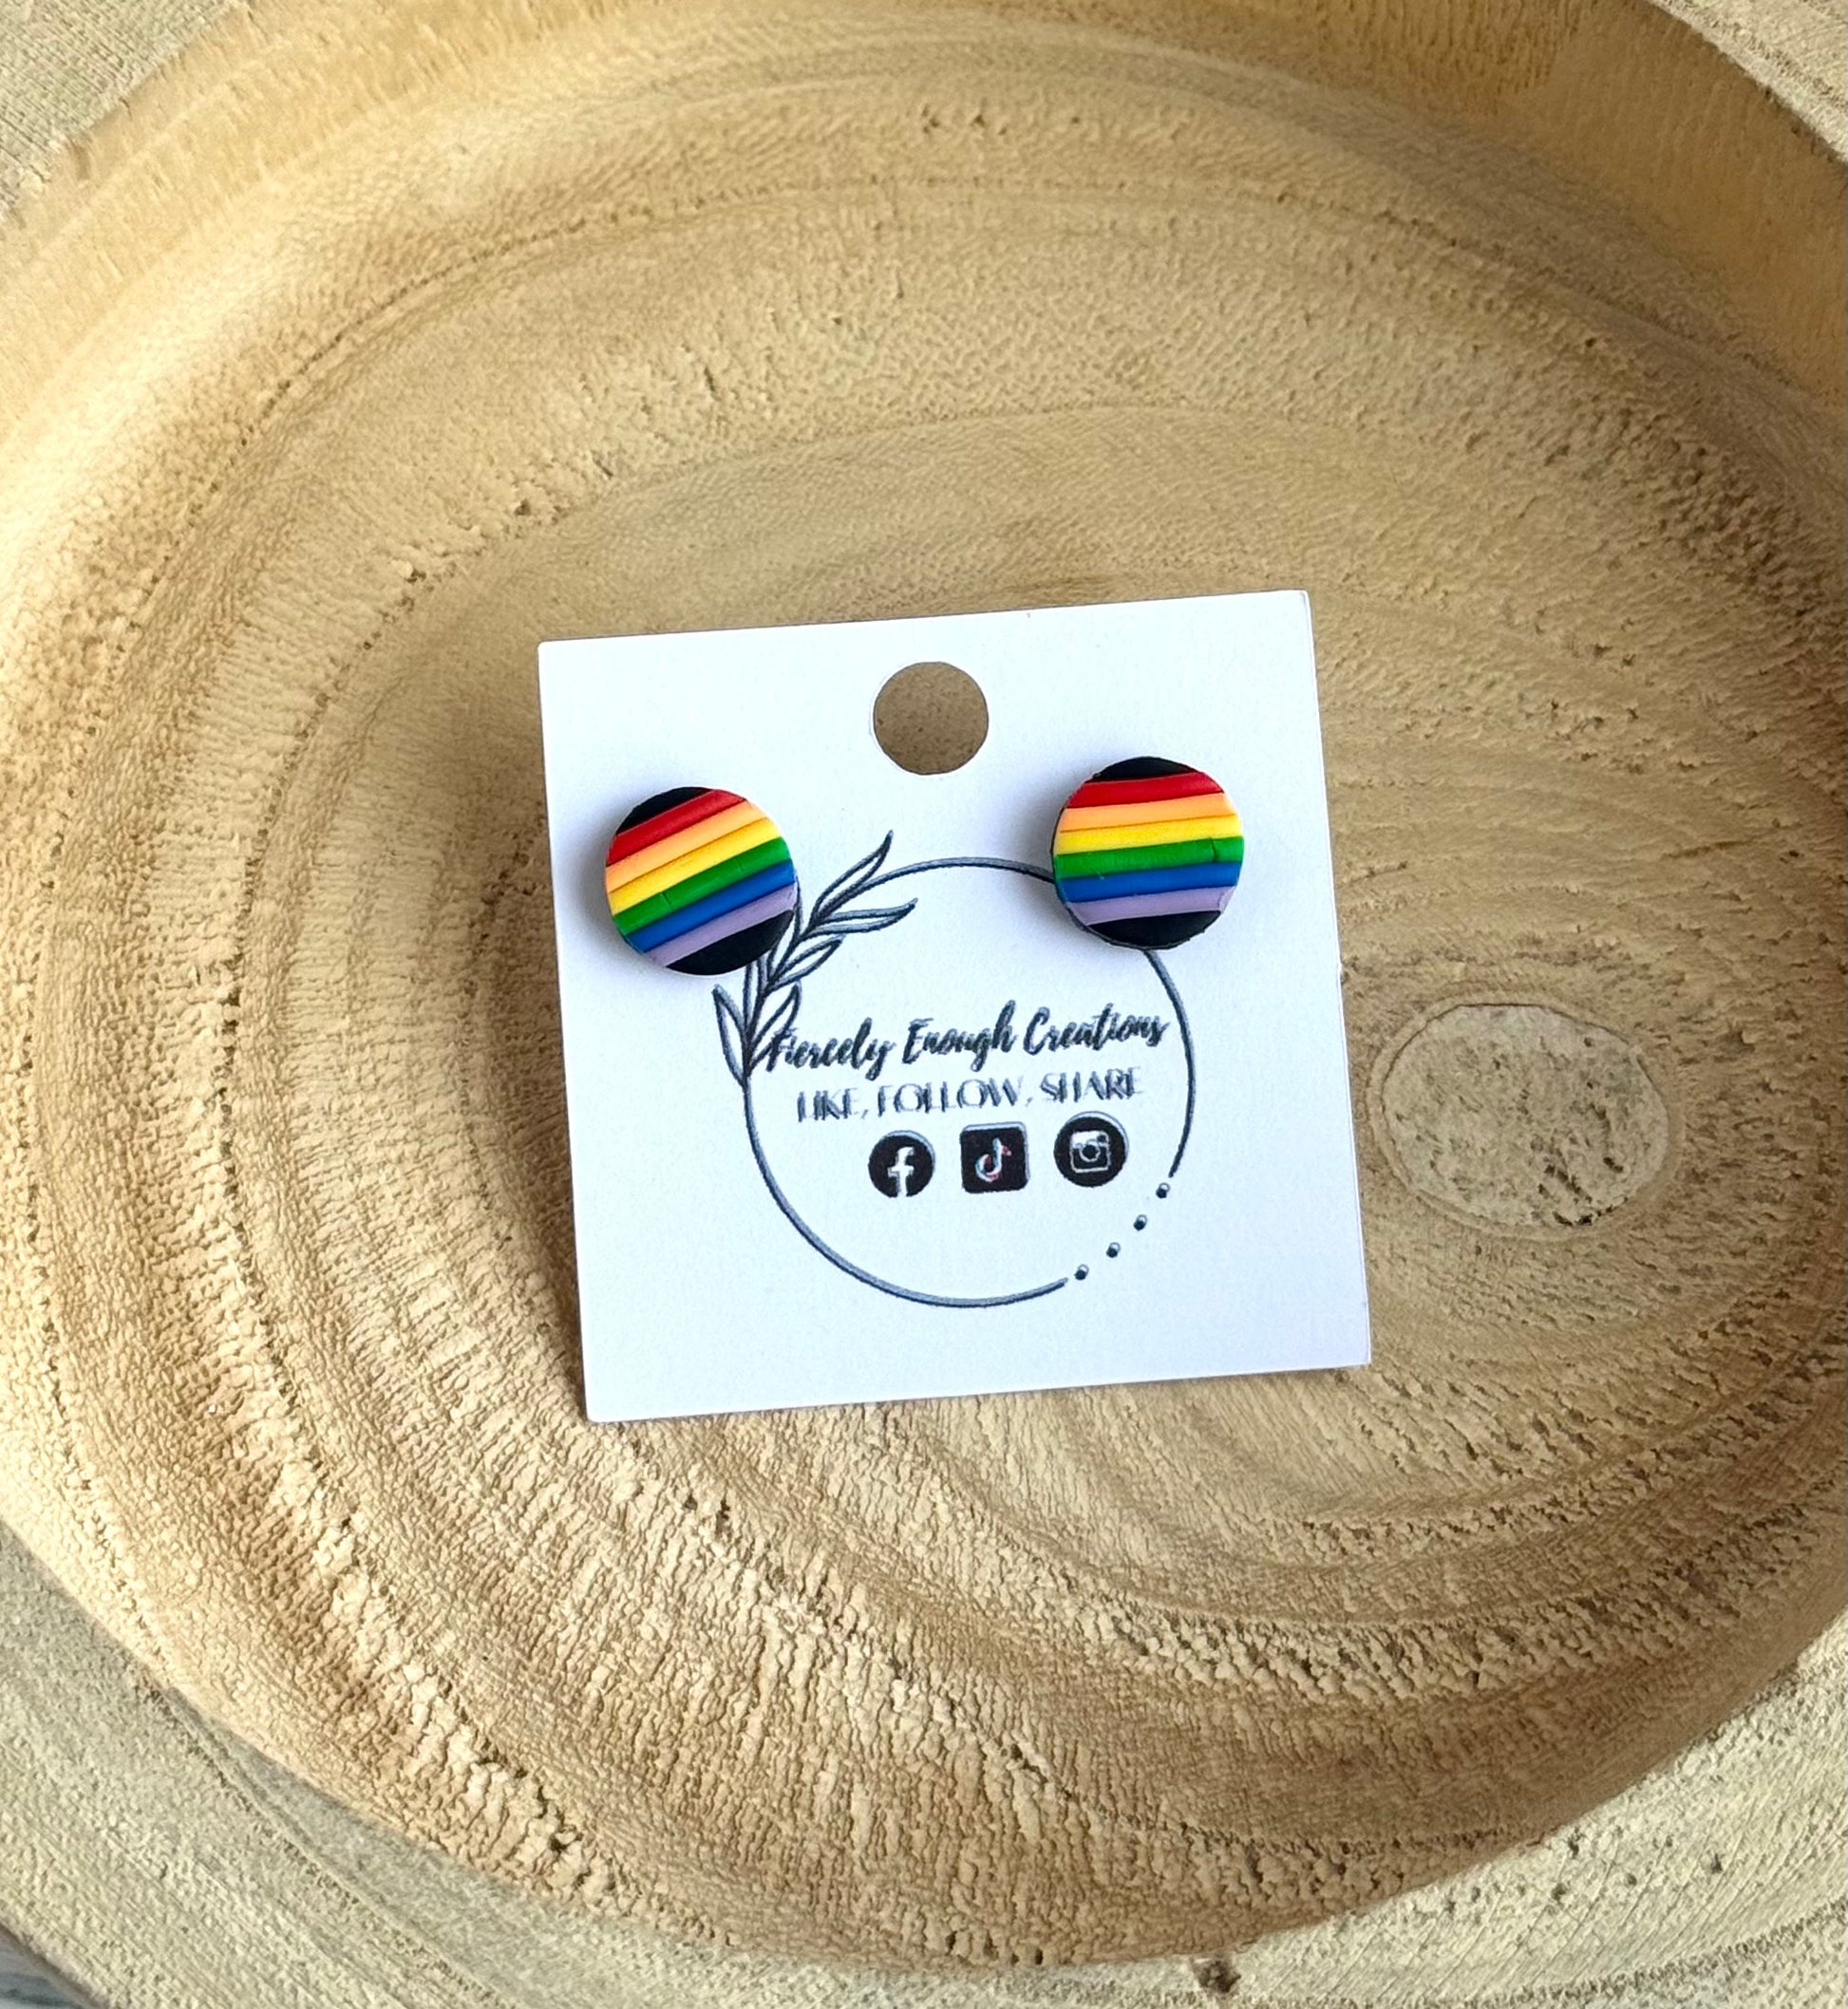 Fiercely Enough Creations
LIKE, FOLLOW, SHARE